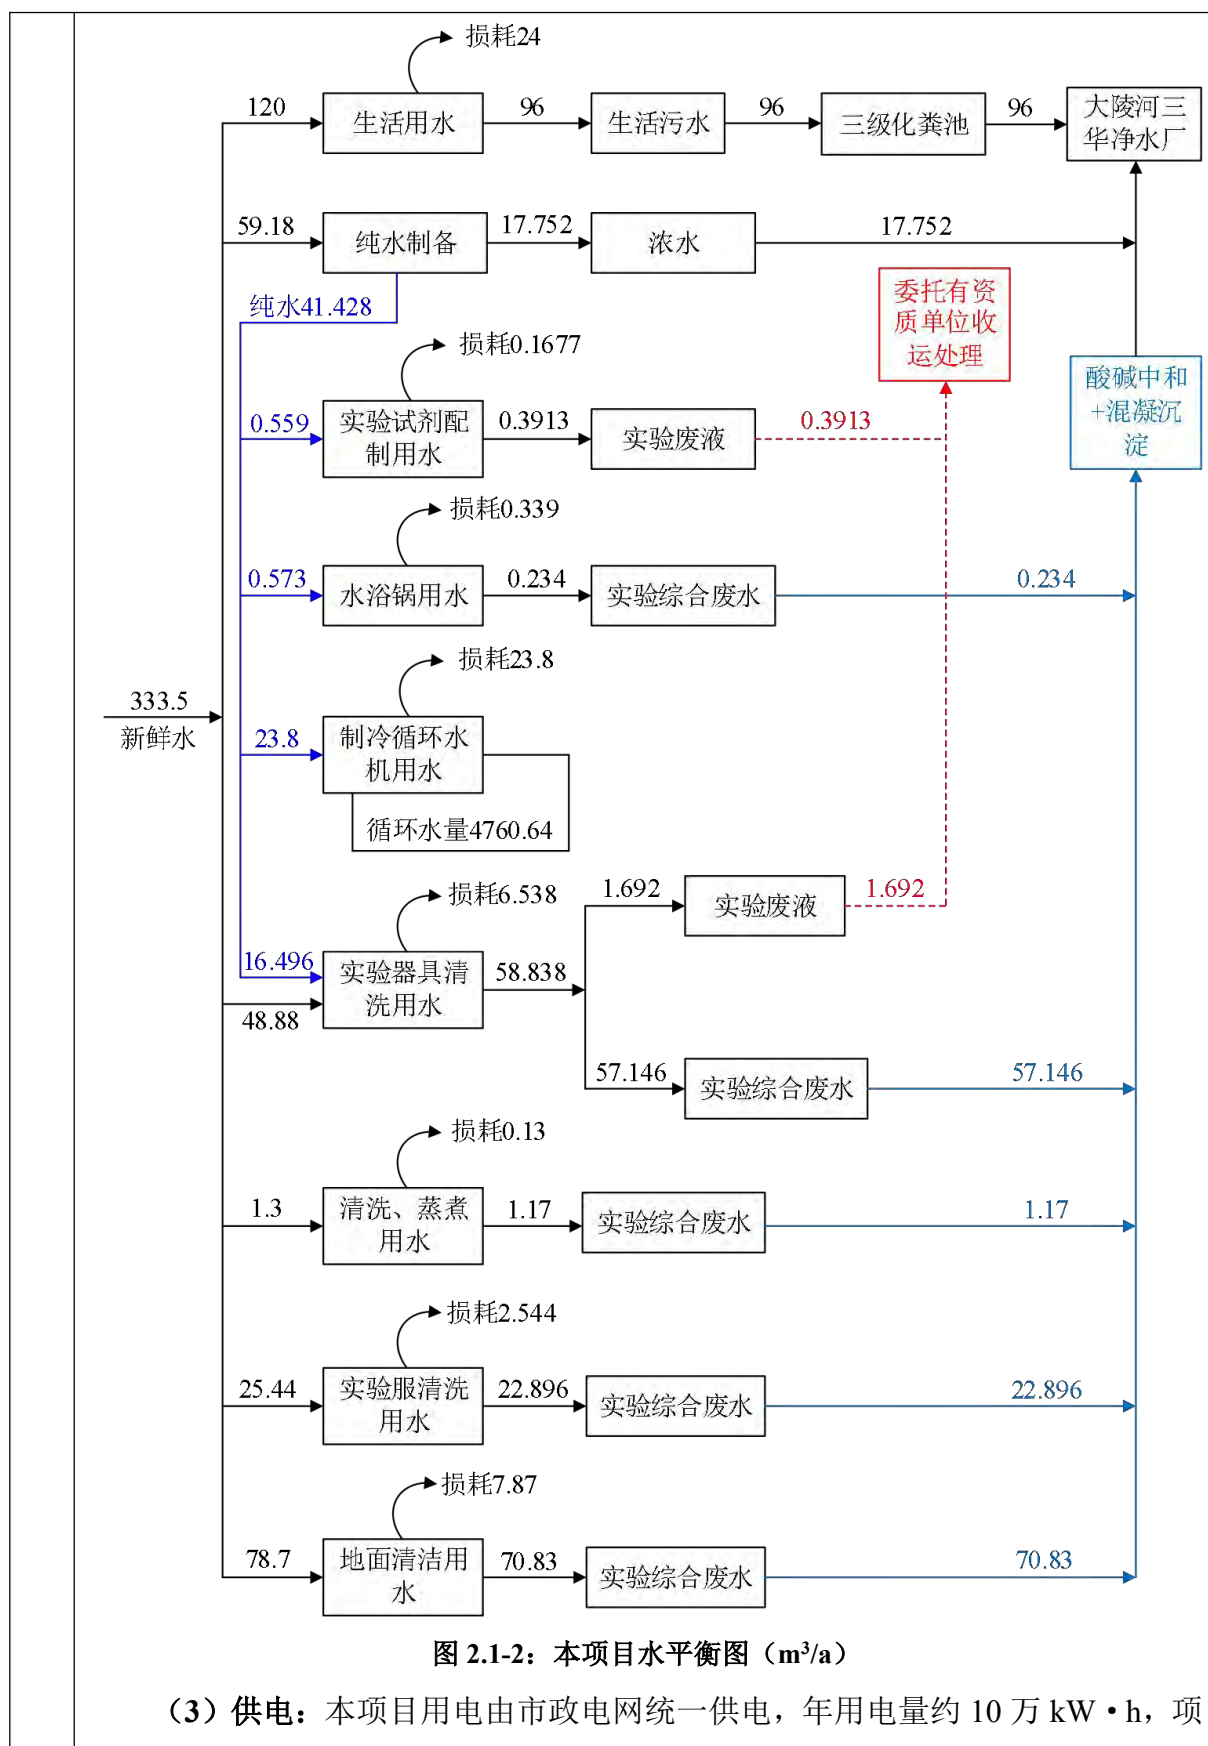 损耗24
120
生活用水
96
生活污水
96
三级化粪池
96
大陵河三
华净水厂
59.18
纯水制备
17.752
浓水
17.752
纯水41.428
委托有资
质单位收
运处理
损耗0.1677
酸碱中和
+混凝沉
淀
0.559
实验试剂配
制用水
0.3913
实验废液
0.3913
损耗0.339
0.573
水浴锅用水
0.234
实验综合废水
0.234
损耗23.8
333.5
新鲜水
23.8
制冷循环水
机用水
循环水量4760.64
损耗6.538
1.692
实验废液
1.692
16.496
48.88
实验器具清
洗用水
58.838
57.146
实验综合废水
57.146
损耗0.13
1.3
清洗、蒸煮
用水
1.17
实验综合废水
1.17
损耗2.544
25.44
实验服清洗
用水
22.896
实验综合废水
22.896
损耗7.87
78.7
地面清洁用
水
70.83
实验综合废水
70.83
图 2.1-2：本项目水平衡图（m³/a）
（3）供电：本项目用电由市政电网统一供电，年用电量约 10 万 kW•h，项